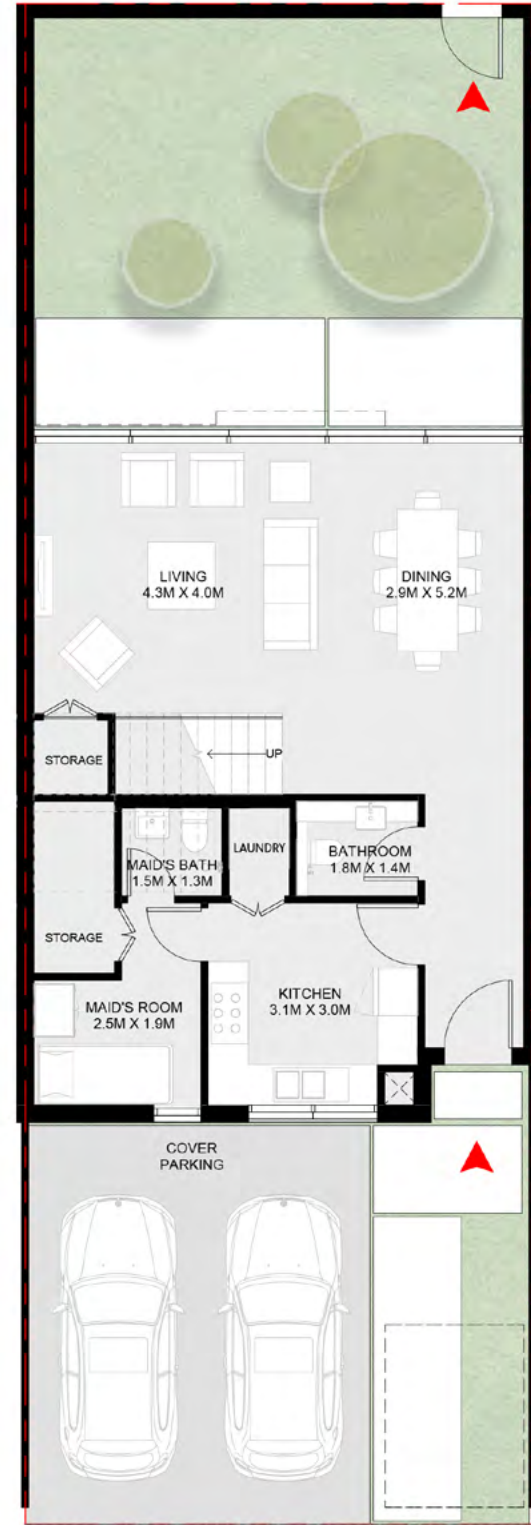 LIVING
4.3M X 4.0M
DINING
2.9M X 5.2M
STORAGE
UP
MAID'S BATH
1.5M X 1.3M
LAUNDRY
BATHROOM
1.8M X 1.4M
STORAGE
MAID'S ROOM
2.5M X 1.9M
KITCHEN
3.1M X 3.0M
COVER
PARKING